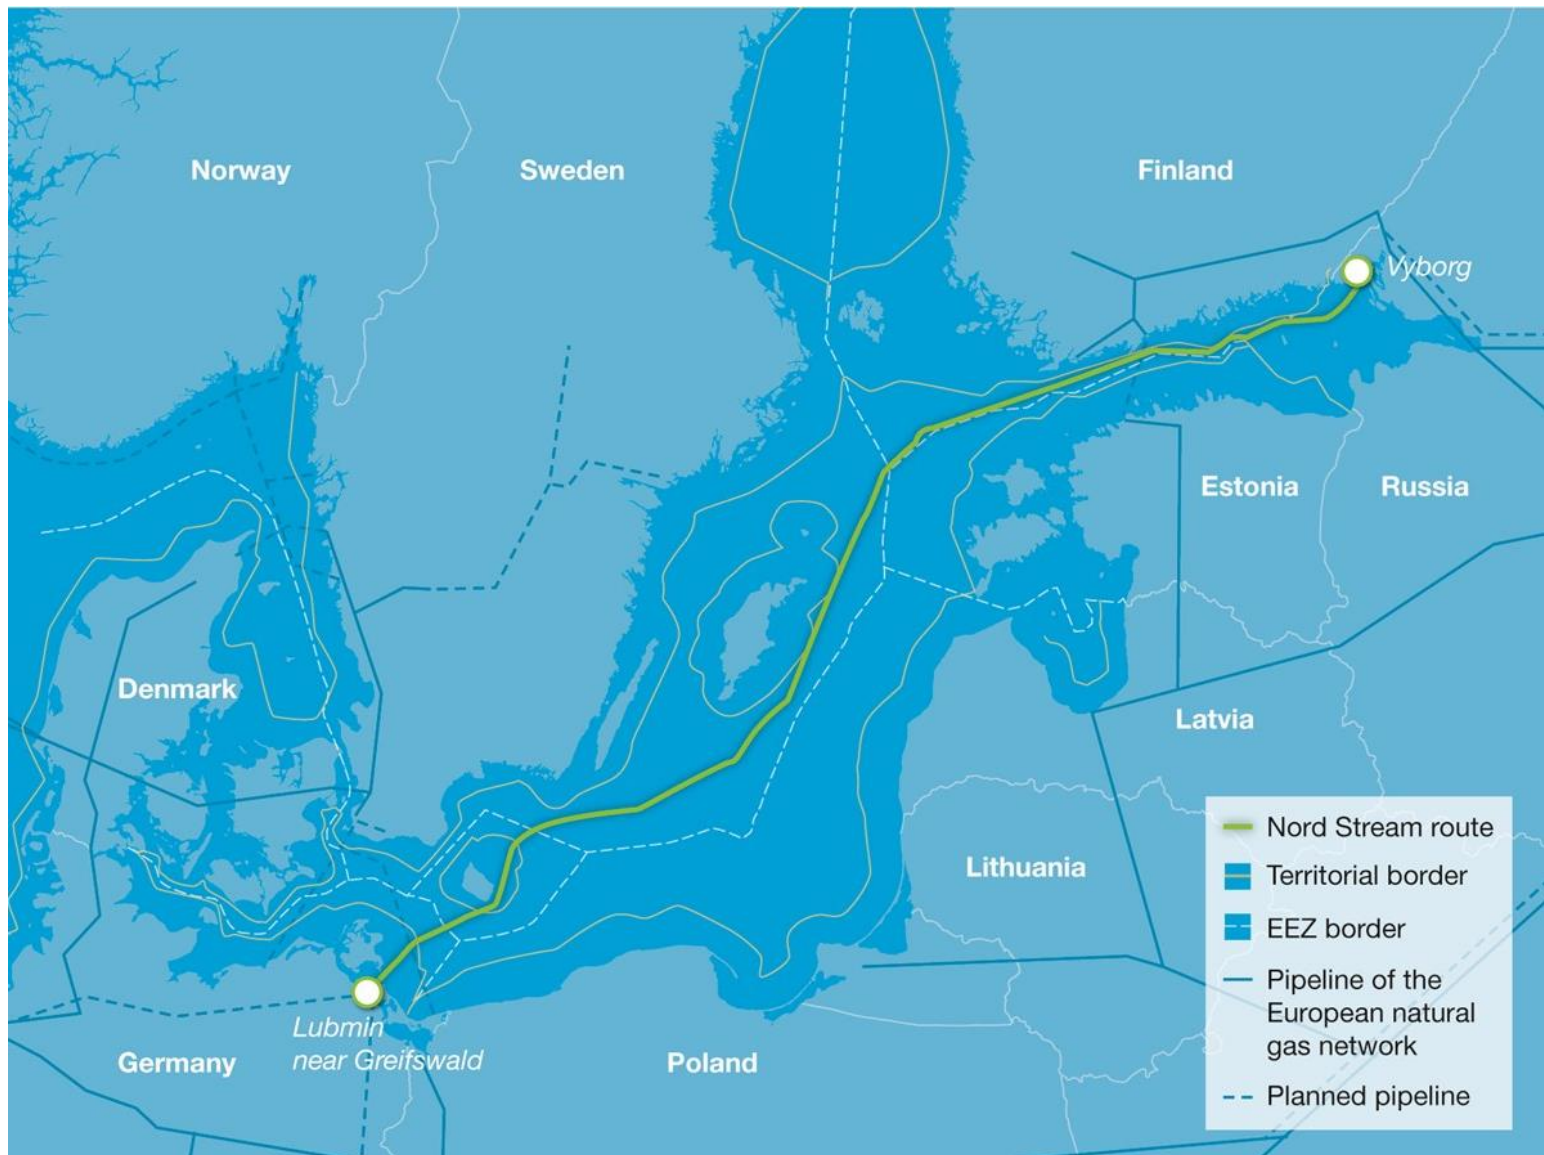 Norway
Sweden
Finland
Vyborg
Estonia
Russia
Denmark
Latvia
Lithuania
Lubmin
near Greifswald
Germany
Poland
Nord Stream route
Territorial border
EEZ border
Pipeline of the
European natural
gas network
Planned pipeline